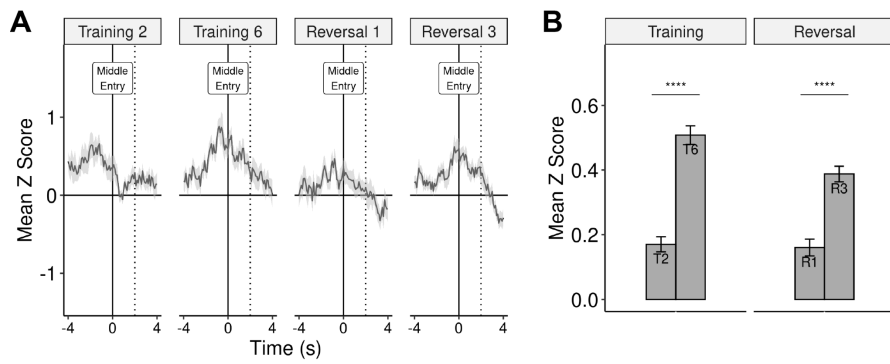 A
Training 2
Training 6
Reversal 1
Reversal 3
Middle
Entry
Middle
Entry
Middle
Entry
Middle
Entry
Mean Z Score
1
0
-1
-4 0 4
-4 0 4
-4 0 4
-4 0 4
Time (s)
B
Training
Reversal
****
****
Mean Z Score
0.6
0.4
0.2
0.0
T2
T6
R1
R3